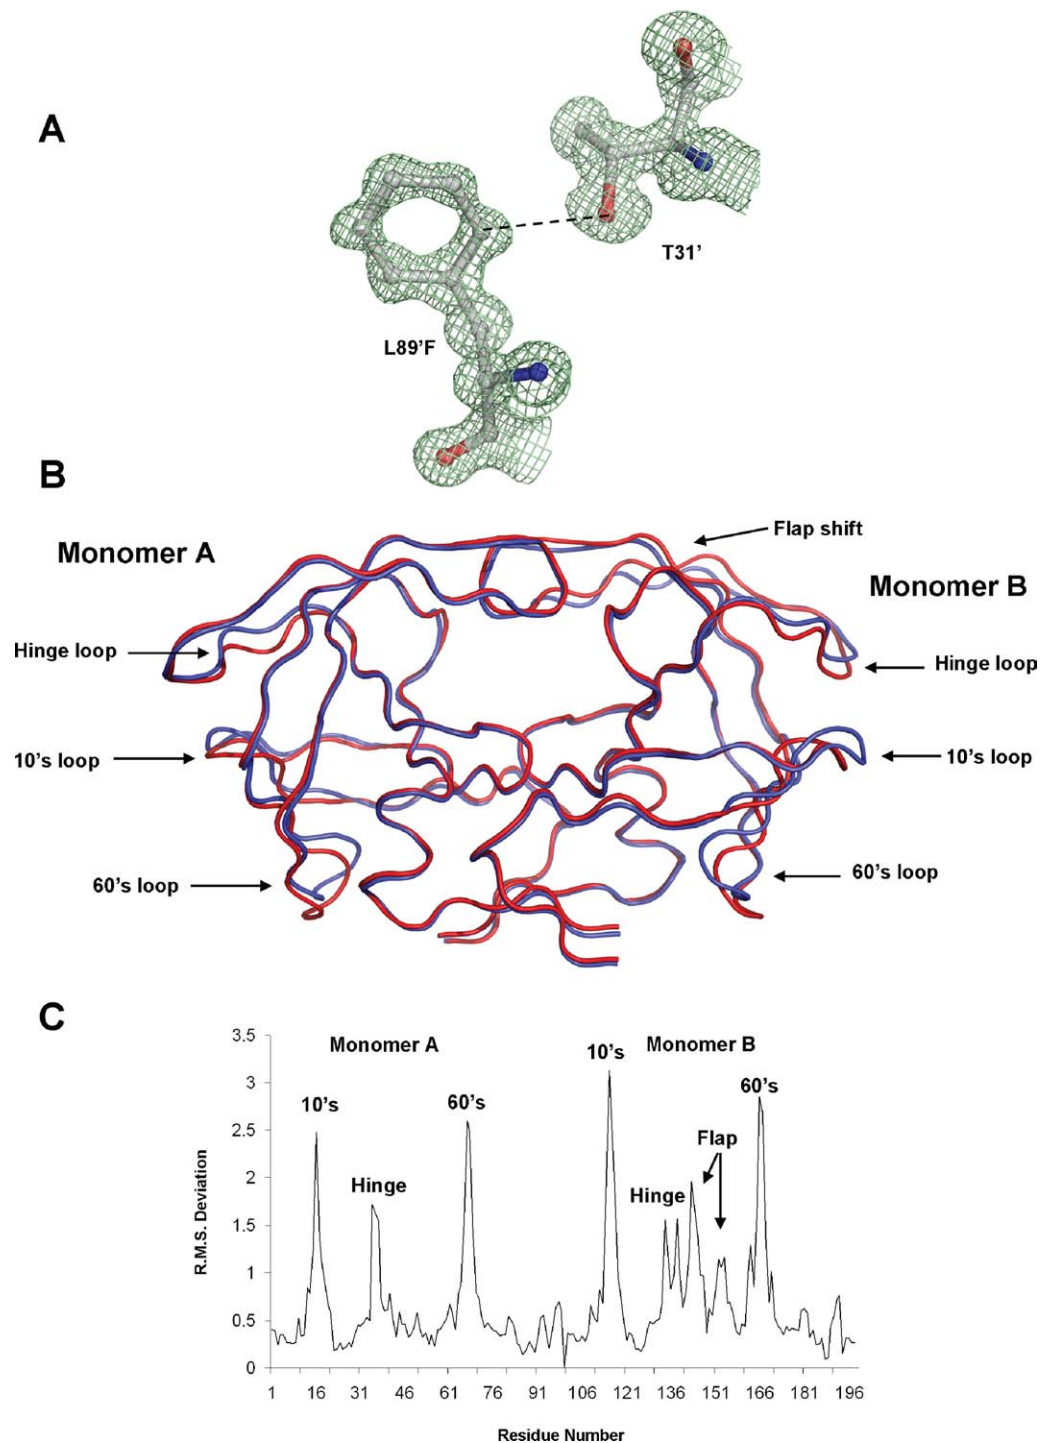 A
T31'
L89'F
B
Monomer A
Flap shift
Monomer B
Hinge loop
Hinge loop
10's loop
10's loop
60's loop
60's loop
C
Monomer A
Monomer B
10's
60's
10's
60's
Hinge
Hinge
Flap
R.M.S. Deviation
3.5
3
2.5
2
1.5
1
0.5
0
1 16 31 46 61 76 91 106 121 136 151 166 181 196
Residue Number